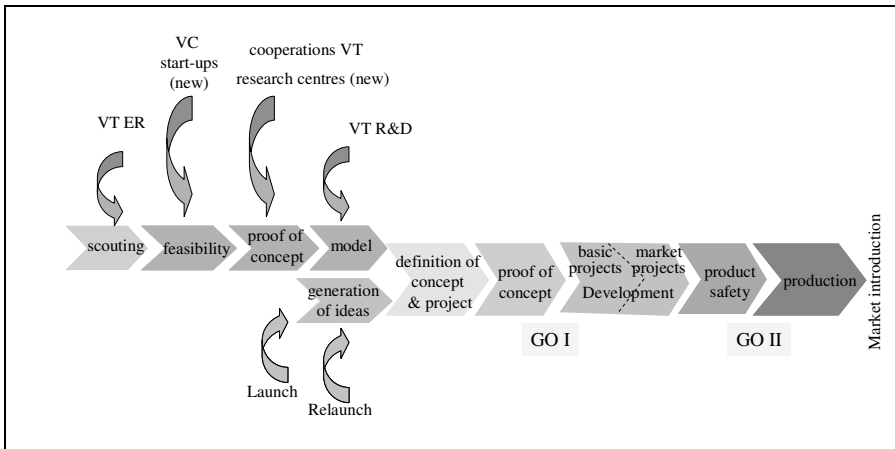 VC
start-ups
(new)
cooperations VT
research centres (new)
VT ER
VT R&D
scouting
feasibility
proof of
concept
model
generation
of ideas
definition of
concept
& project
proof of
concept
basic
projects
market
projects
Development
product
safety
production
Market introduction
GO I
GO II
Launch
Relaunch